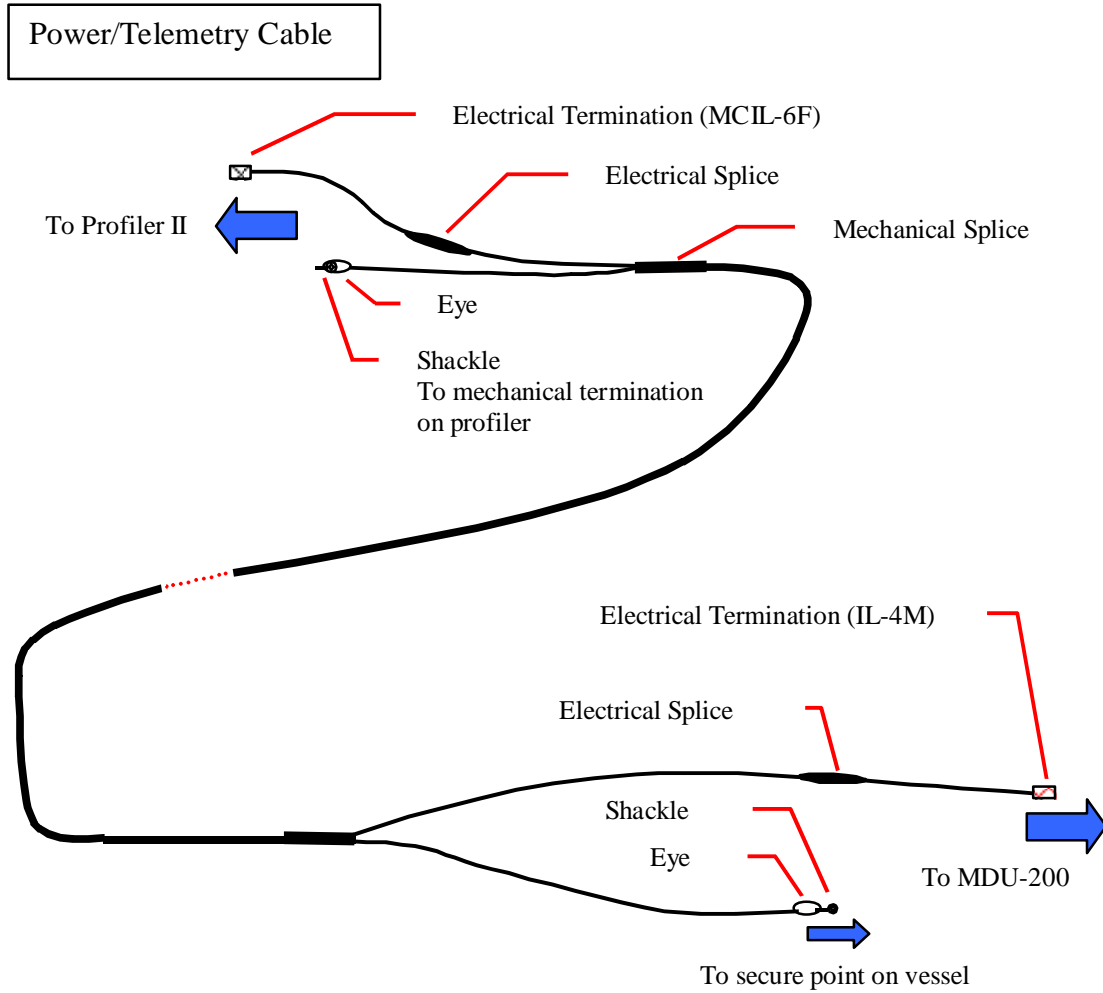 Power/Telemetry Cable
Electrical Termination (MCIL-6F)
Electrical Splice
To Profiler II
Mechanical Splice
Eye
Shackle
To mechanical termination
on profiler
Electrical Termination (IL-4M)
Electrical Splice
Shackle
Eye
To MDU-200
To secure point on vessel